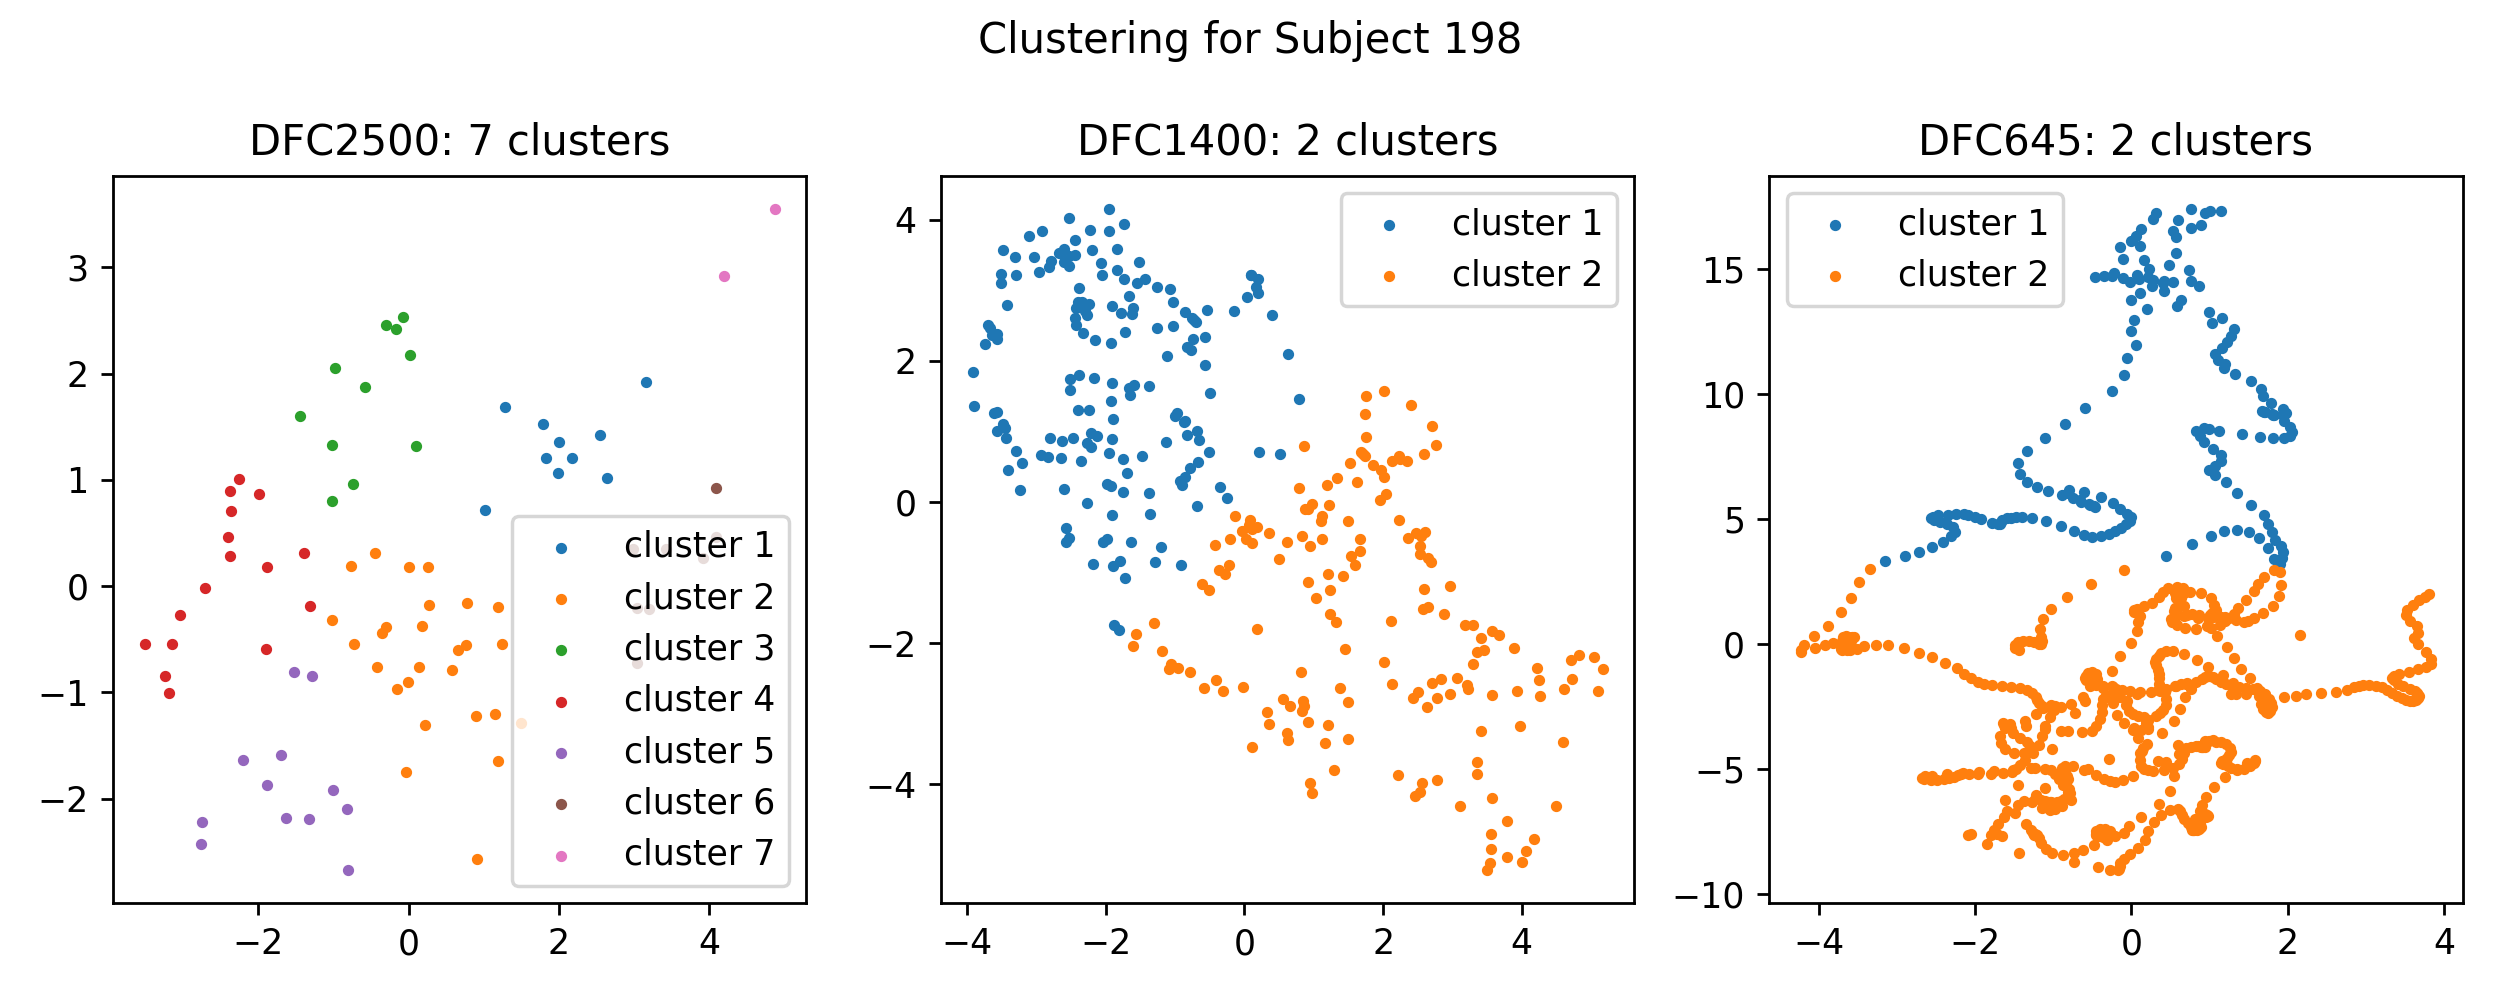 Clustering for Subject 198
DFC2500: 7 clusters
3
2
1
0
−1
−2
−2 0 2 4
cluster 1
cluster 2
cluster 3
cluster 4
cluster 5
cluster 6
cluster 7
DFC1400: 2 clusters
4
2
0
−2
−4
−4 −2 0 2 4
cluster 1
cluster 2
DFC645: 2 clusters
15
10
5
0
−5
−10
−4 −2 0 2 4
cluster 1
cluster 2